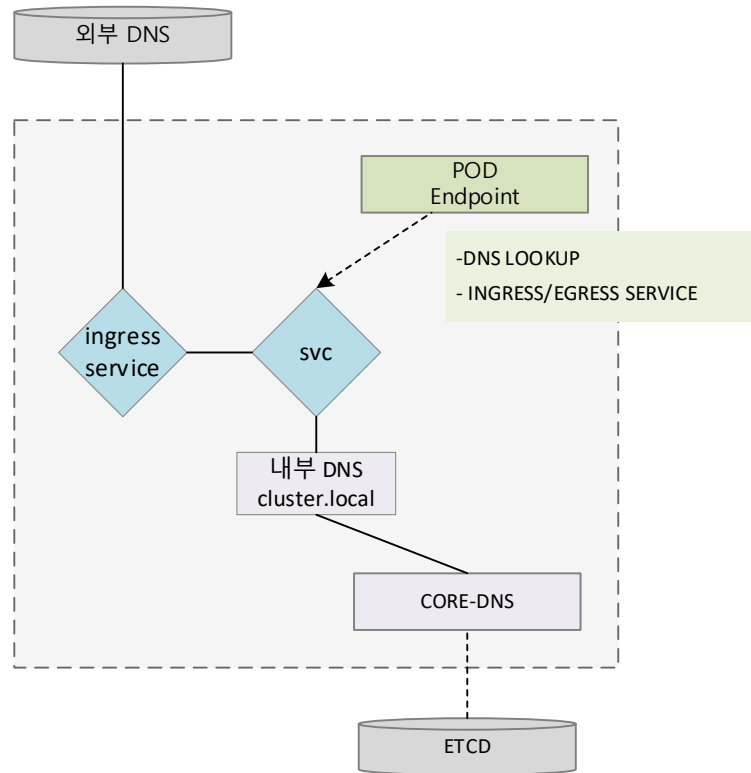 외부 DNS
POD
Endpoint
-DNS LOOKUP
- INGRESS/EGRESS SERVICE
ingress
service
svc
내부 DNS
cluster.local
CORE-DNS
ETCD